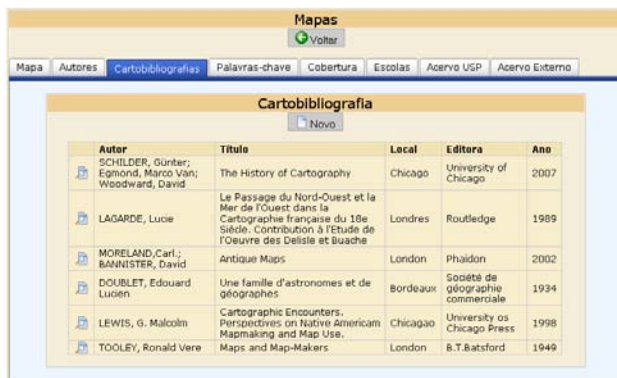 Mapas
Voltar
Mapa Autores Cartobibliografias Palavras-chave Cobertura Escolas Acervo USP Acervo Externo
Cartobibliografia
Novo
Autor Título Local Editora Ano
SCHILDER, Günter; Egmond, Marco Van; Woodward, David The History of Cartography Chicago University of Chicago 2007
LAGARDE, Lucie Le Passage du Nord-Ouest et la Mer de l'Ouest dans la Cartographie française du 18e Siècle. Contribution à l'Etude de l'Oeuvre des Delisle et Buache Londres Routledge 1989
MORELAND,Carl.; BANNISTER, David Antique Maps London Phaidon 2002
DOUBLET, Edouard Lucien Une famille d'astronomes et de géographes Bordeaux Société de géographie commerciale 1934
LEWIS, G. Malcolm Cartographic Encounters. Perspectives on Native Americam Mapmaking and Map Use. Chicagao University os Chicago Press 1998
TOOLEY, Ronald Vere Maps and Map-Makers London B.T.Batsford 1949